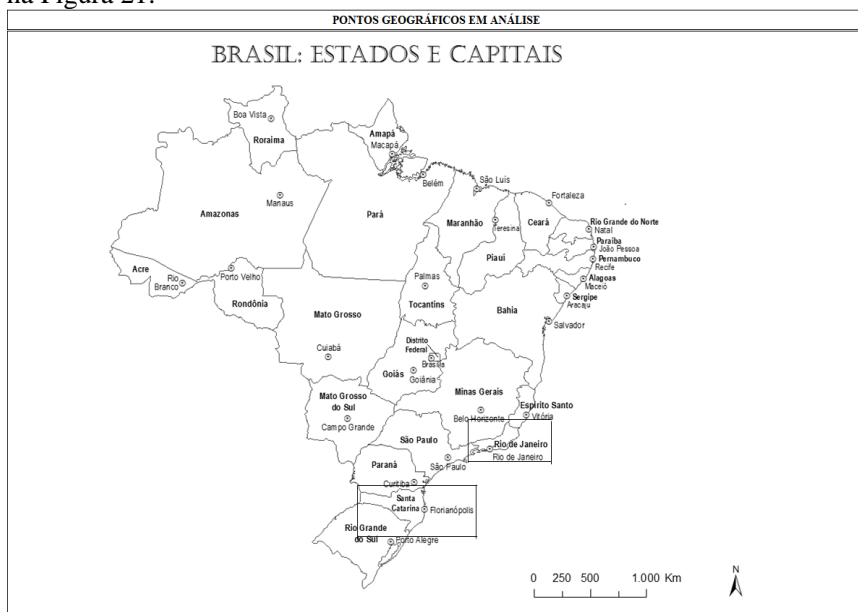 na Figura 21.
PONTOS GEOGRÁFICOS EM ANÁLISE
BRASIL: ESTADOS E CAPITAIS
Boa Vista
Roraima
Amapá
Macapá
Belém
São Luís
Fortaleza
Manaus
Amazonas
Pará
Maranhão
Teresina
Ceará
Rio Grande do Norte
Natal
Paraíba
João Pessoa
Pernambuco
Recife
Piauí
Acre
Rio
Branco
Porto Velho
Palmas
Alagoas
Maceió
Sergipe
Aracaju
Rondônia
Mato Grosso
Tocantins
Bahia
Salvador
Cuiabá
Distrito
Federal
Brasília
Goiás
Goiânia
Mato Grosso
do Sul
Campo Grande
Minas Gerais
Belo Horizonte
Espírito Santo
Vitória
São Paulo
São Paulo
Rio de Janeiro
Rio de Janeiro
Paraná
Curitiba
Santa
Catarina
Florianópolis
Rio Grande
do Sul
Porto Alegre
0 250 500 1.000 Km
N